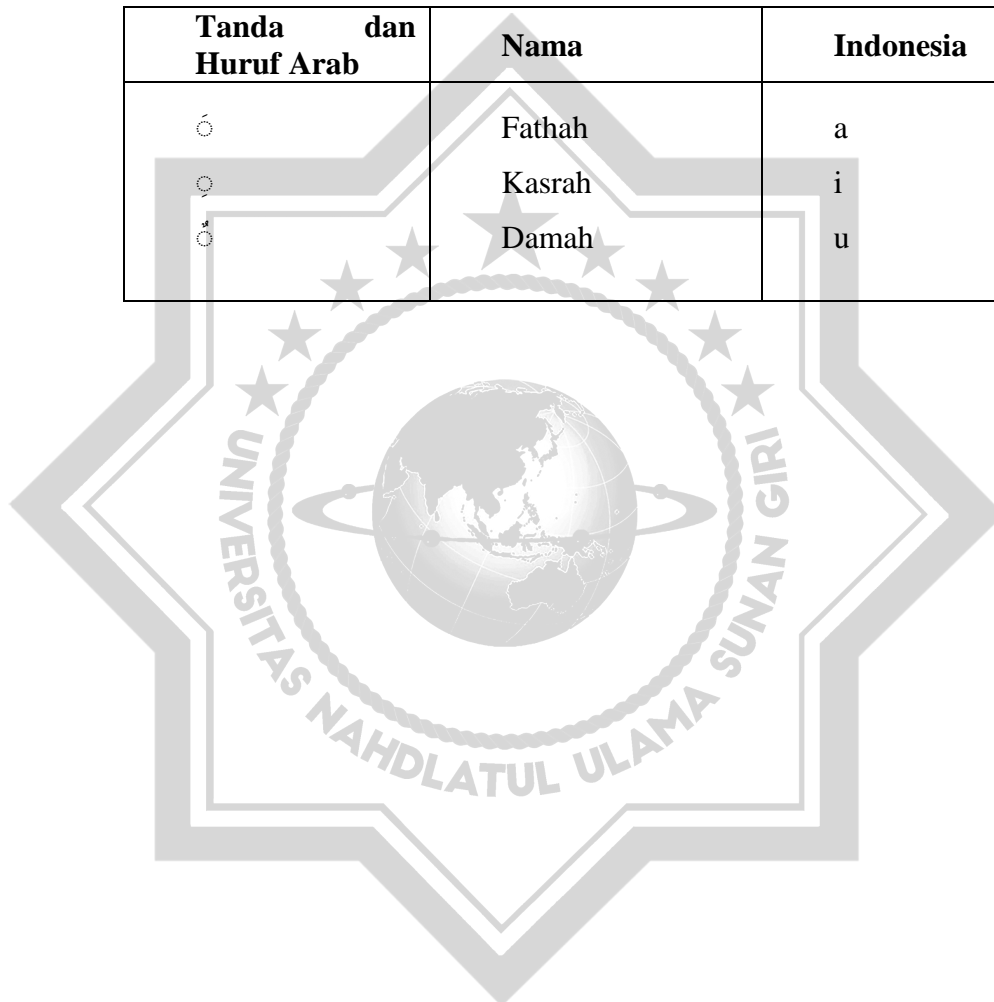 Tanda dan Nama Indonesia
Huruf Arab
◌َ Fathah a
◌ِ Kasrah i
Damah u
UNIVERSITAS NAHDLATUL ULAMA SUNAN GIRI